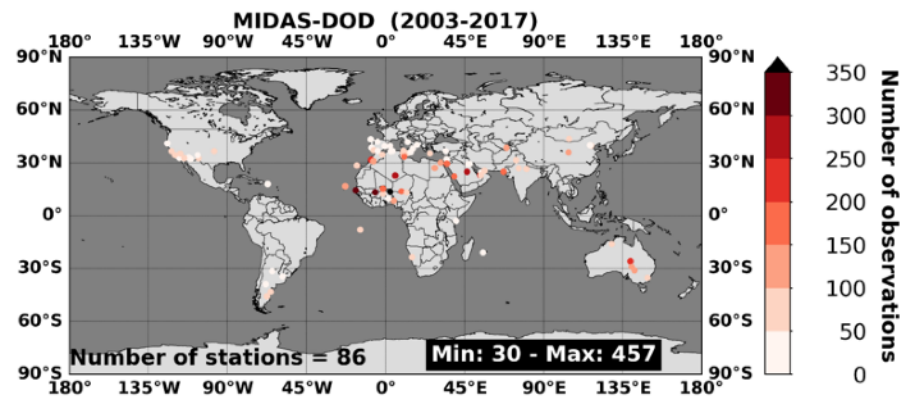 MIDAS-DOD (2003-2017)
180° 135°W 90°W 45°W 0° 45°E 90°E 135°E 180°
90°N 90°N
60°N 60°N
30°N 30°N
0° 0°
30°S 30°S
60°S 60°S
90°S 90°S
Number of stations = 86
Min: 30 - Max: 457
180° 135°W 90°W 45°W 0° 45°E 90°E 135°E 180°
350
300
250
200
150
100
50
0
Number of observations